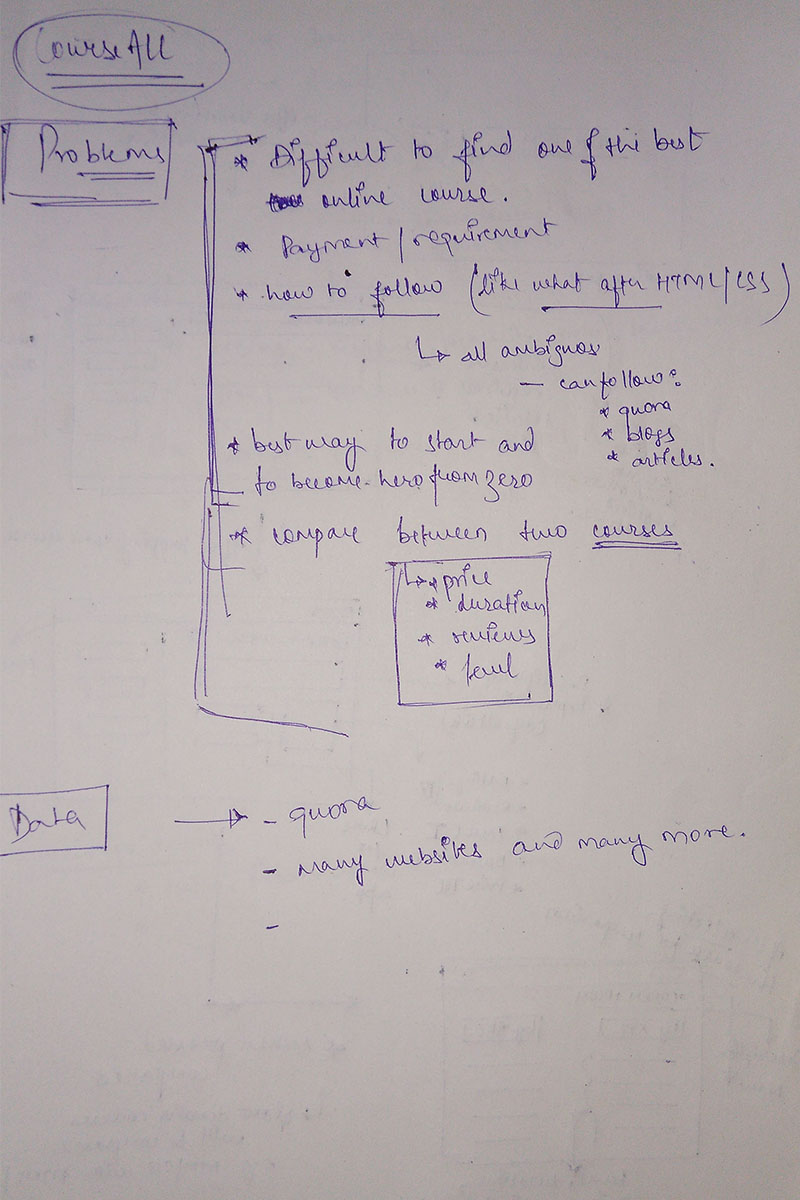 CourseAll
Problems
* Difficult to find one of the best
online course.
* Payment / requirement
* how to follow (like what after HTML/CSS)
↳ all ambignos
- can follow:
* quora
* blogs
* articles.
* best way to start and
to become hero from zero
* compare between two courses
↳ * price
* duration
* reviews
* level
Data → - quora
- many websites and many more.
-